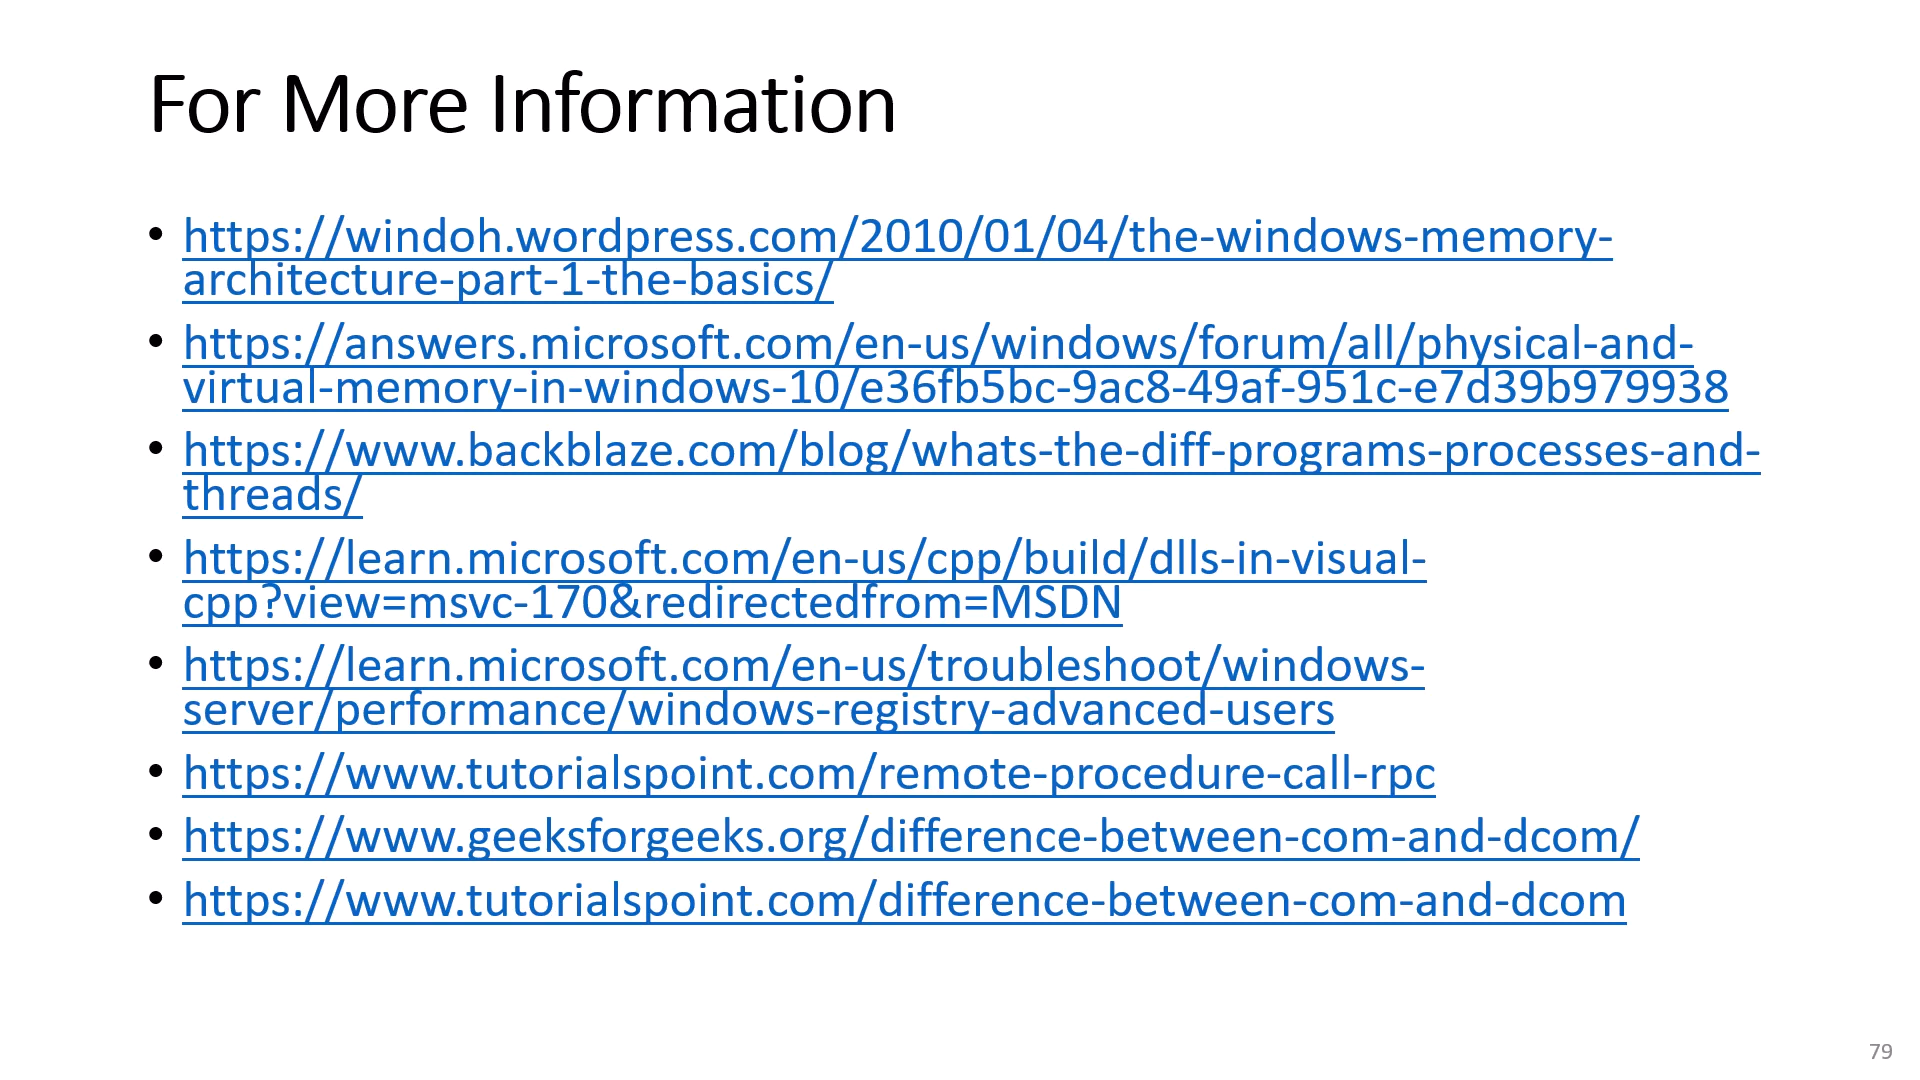 For More Information
• https://windoh.wordpress.com/2010/01/04/the-windows-memory-
architecture-part-1-the-basics/
• https://answers.microsoft.com/en-us/windows/forum/all/physical-and-
virtual-memory-in-windows-10/e36fb5bc-9ac8-49af-951c-e7d39b979938
• https://www.backblaze.com/blog/whats-the-diff-programs-processes-and-
threads/
• https://learn.microsoft.com/en-us/cpp/build/dlls-in-visual-
cpp?view=msvc-170&redirectedfrom=MSDN
• https://learn.microsoft.com/en-us/troubleshoot/windows-
server/performance/windows-registry-advanced-users
• https://www.tutorialspoint.com/remote-procedure-call-rpc
• https://www.geeksforgeeks.org/difference-between-com-and-dcom/
• https://www.tutorialspoint.com/difference-between-com-and-dcom
79